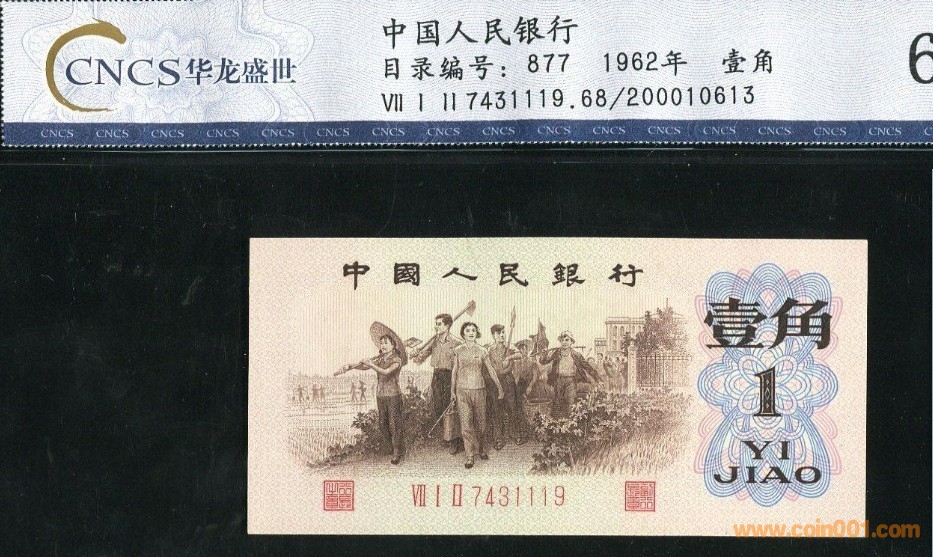 CNCS华龙盛世
中国人民银行
目录编号：877 1962年 壹角
Ⅶ Ⅰ Ⅱ 7431119.68/200010613
6
CNCS CNCS CNCS CNCS CNCS CNCS CNCS CNCS CNCS CNCS CNCS CNCS CNCS CNCS CNCS CNCS C
中國人民銀行
壹角
1
YI
JIAO
Ⅶ Ⅰ Ⅱ 7431119
www.coin001.com